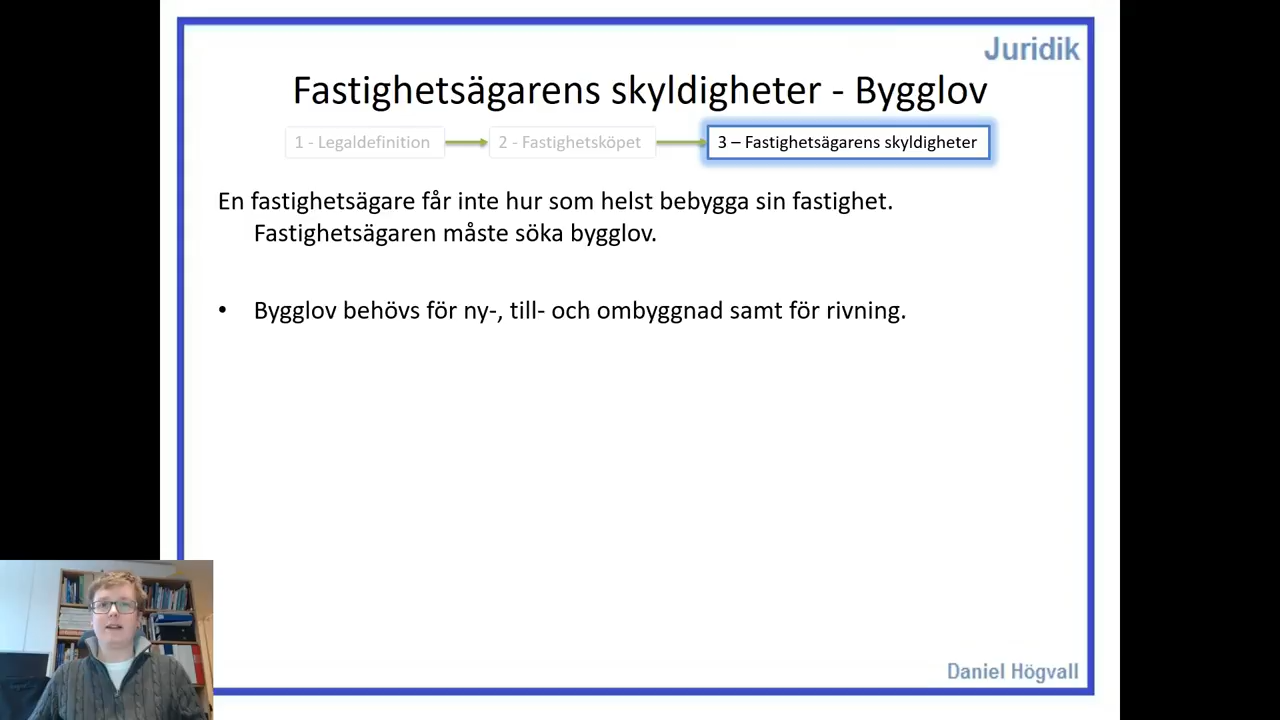 Juridik
Fastighetsägarens skyldigheter - Bygglov
1 - Legaldefinition
2 - Fastighetsköpet
3 – Fastighetsägarens skyldigheter
En fastighetsägare får inte hur som helst bebygga sin fastighet.
Fastighetsägaren måste söka bygglov.
• Bygglov behövs för ny-, till- och ombyggnad samt för rivning.
Daniel Högvall